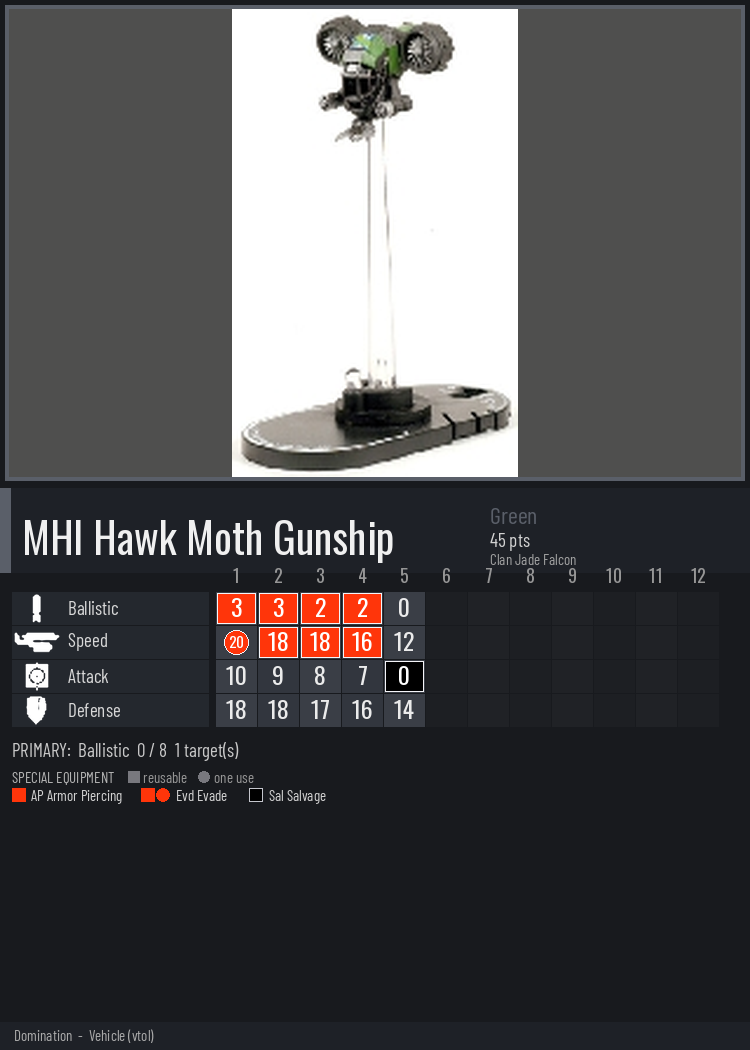 MHI Hawk Moth Gunship
Green
45 pts
Clan Jade Falcon
1 2 3 4 5 6 7 8 9 10 11 12
Ballistic 3 3 2 2 0
Speed 20 18 18 16 12
Attack 10 9 8 7 0
Defense 18 18 17 16 14
PRIMARY: Ballistic 0 / 8 1 target(s)
SPECIAL EQUIPMENT reusable one use
AP Armor Piercing Evd Evade Sal Salvage
Domination - Vehicle (vtol)